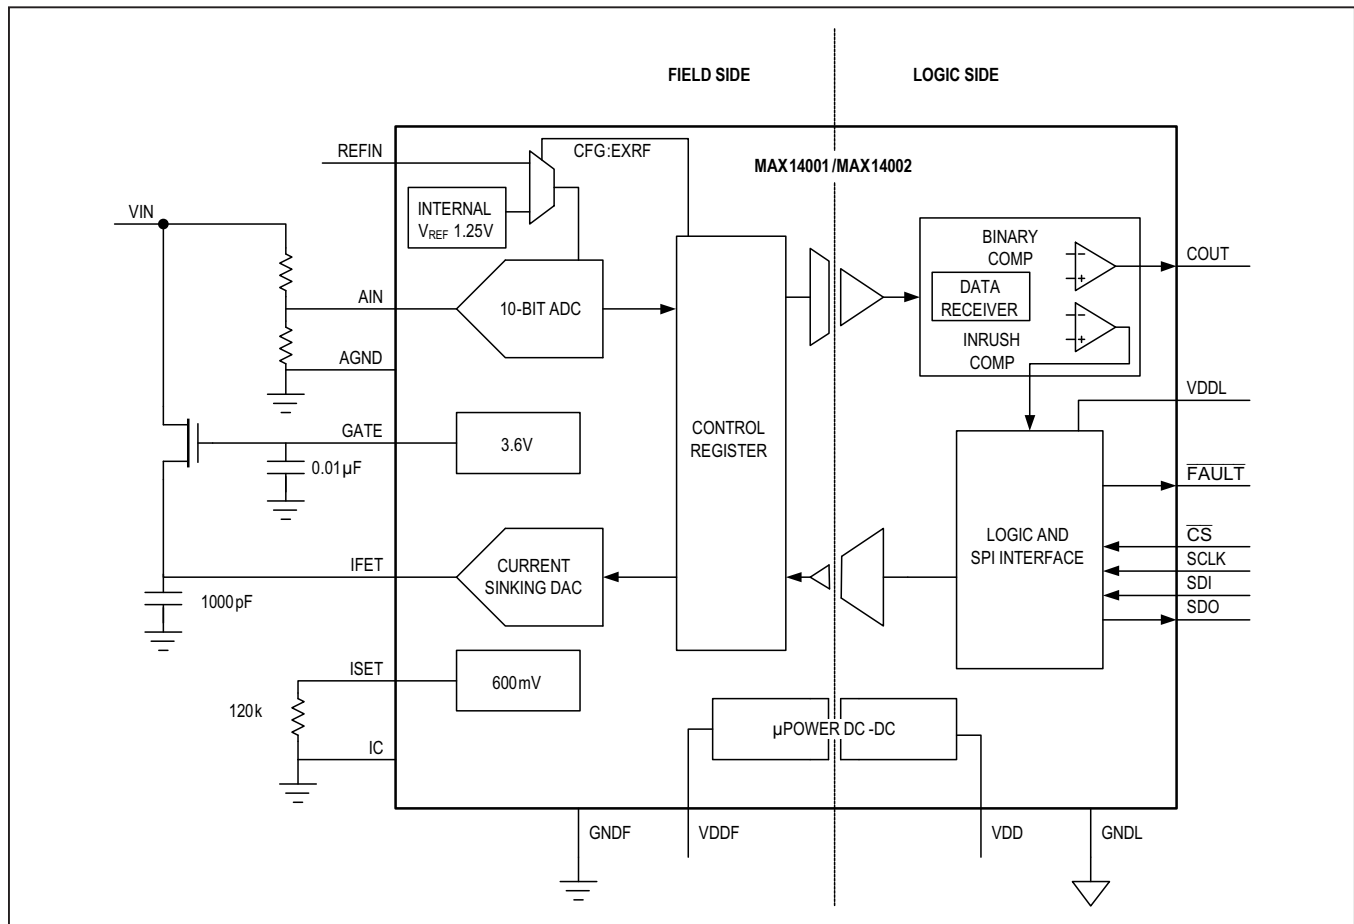 FIELD SIDE
LOGIC SIDE
REFIN
CFG:EXRF
MAX14001/MAX14002
INTERNAL
VREF 1.25V
VIN
BINARY
COMP
COUT
DATA
RECEIVER
AIN
10-BIT ADC
INRUSH
COMP
AGND
VDDL
GATE
3.6V
CONTROL
REGISTER
0.01µF
FAULT
LOGIC AND
SPI INTERFACE
CS
SCLK
SDI
SDO
IFET
CURRENT
SINKING DAC
1000pF
ISET
600mV
120k
µPOWER DC-DC
IC
GNDF
VDDF
VDD
GNDL